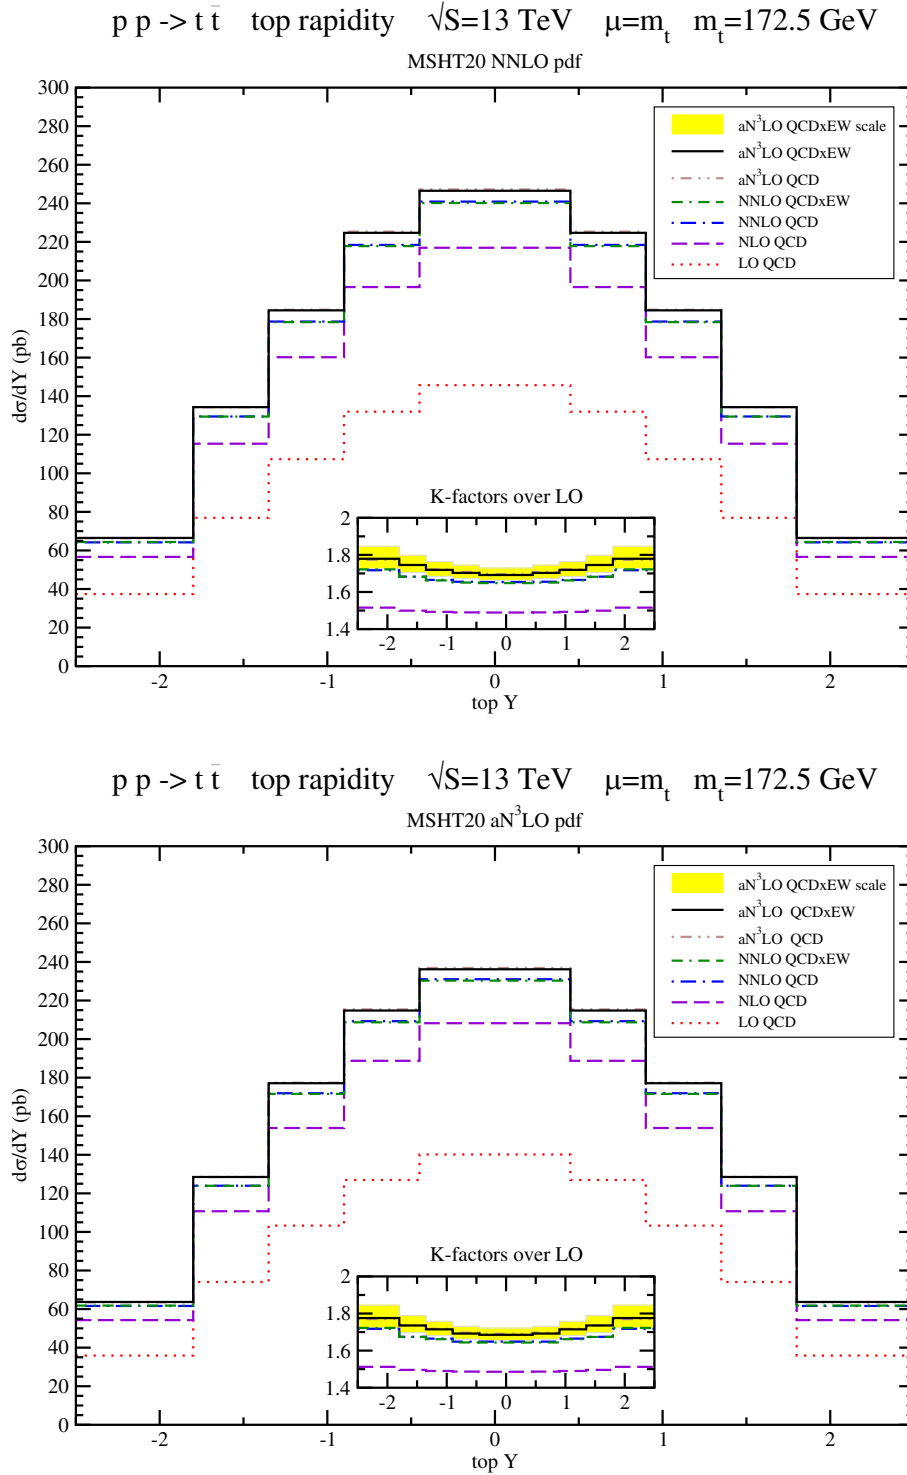 p p -> t t̄ top rapidity √S=13 TeV μ=m_t m_t=172.5 GeV
MSHT20 NNLO pdf
300
280
260
240
220
200
180
160
140
120
100
80
60
40
20
0
dσ/dY (pb)
aN³LO QCDxEW scale
aN³LO QCDxEW
aN³LO QCD
NNLO QCDxEW
NNLO QCD
NLO QCD
LO QCD
K-factors over LO
2
1.8
1.6
1.4
-2 -1 0 1 2
-2 -1 0 1 2
top Y
p p -> t t̄ top rapidity √S=13 TeV μ=m_t m_t=172.5 GeV
MSHT20 aN³LO pdf
300
280
260
240
220
200
180
160
140
120
100
80
60
40
20
0
dσ/dY (pb)
aN³LO QCDxEW scale
aN³LO QCDxEW
aN³LO QCD
NNLO QCDxEW
NNLO QCD
NLO QCD
LO QCD
K-factors over LO
2
1.8
1.6
1.4
-2 -1 0 1 2
-2 -1 0 1 2
top Y